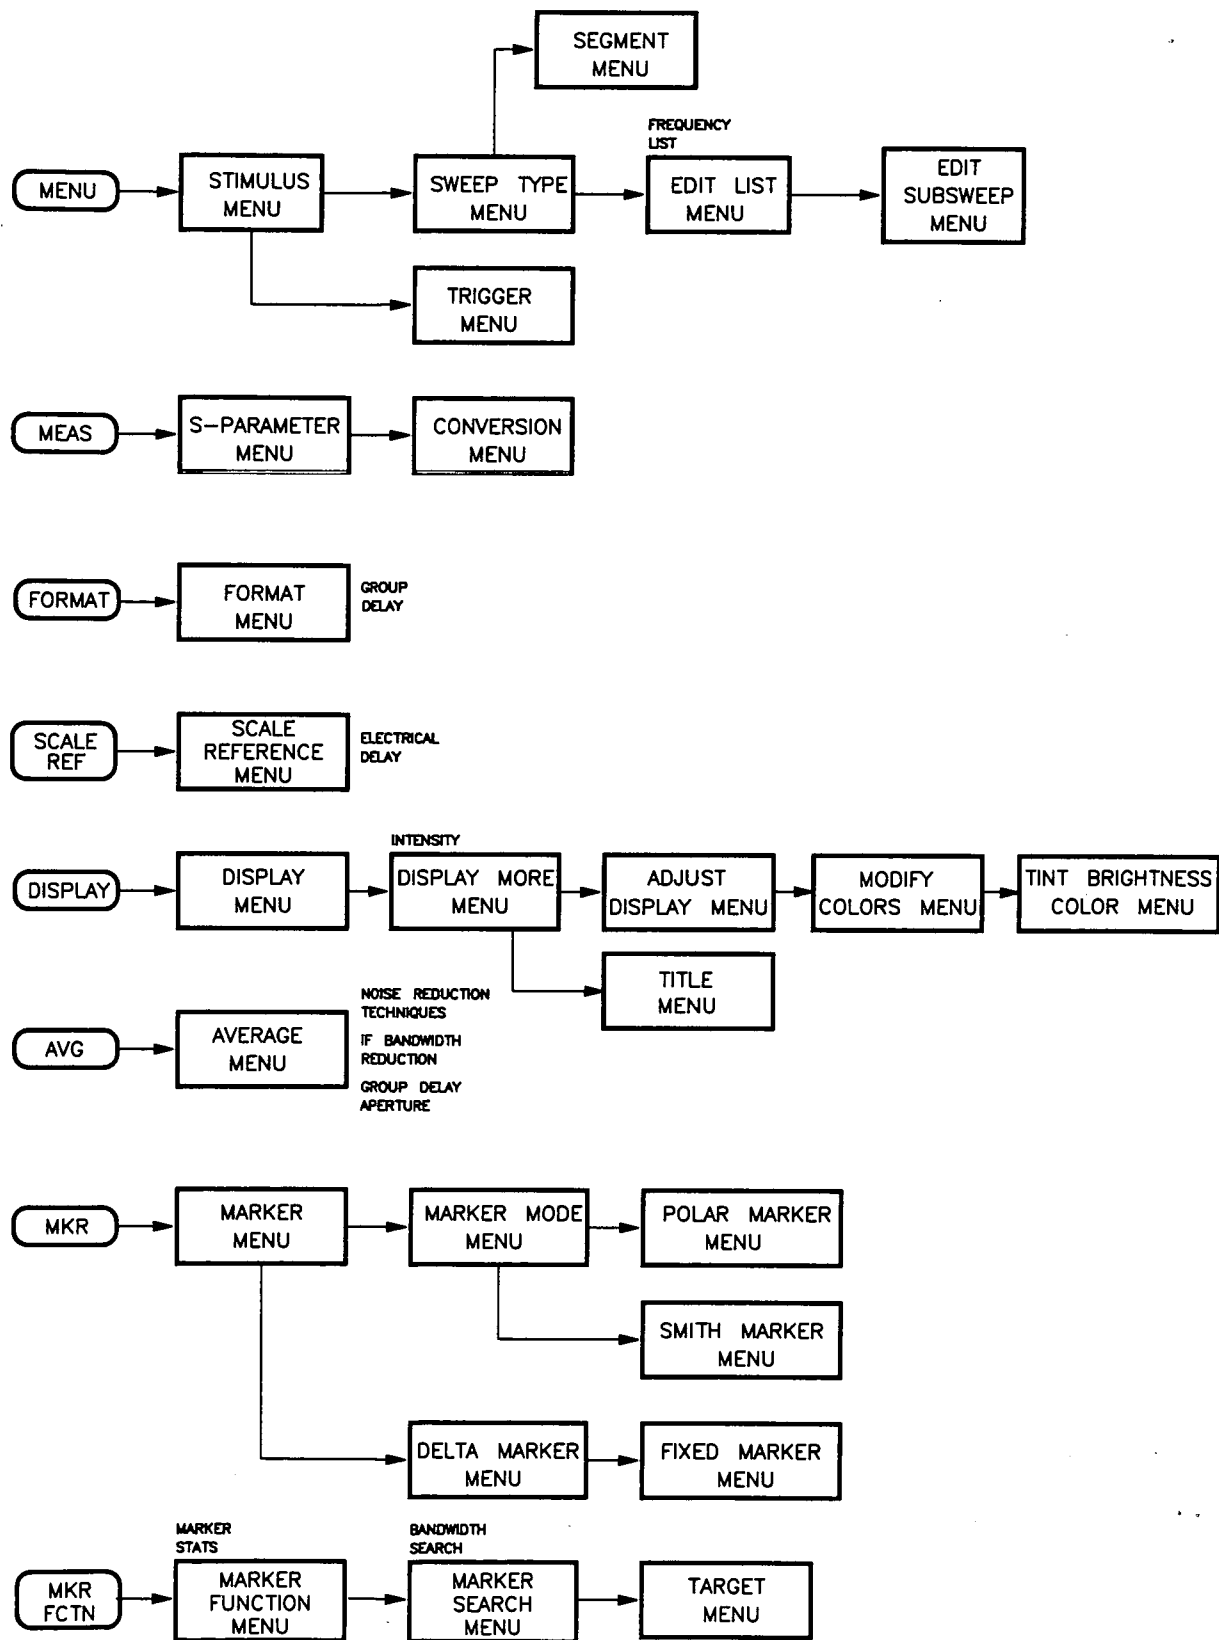 SEGMENT
MENU
FREQUENCY
LIST
MENU
STIMULUS
MENU
SWEEP TYPE
MENU
EDIT LIST
MENU
EDIT
SUBSWEEP
MENU
TRIGGER
MENU
MEAS
S-PARAMETER
MENU
CONVERSION
MENU
FORMAT
FORMAT
MENU
GROUP
DELAY
SCALE
REF
SCALE
REFERENCE
MENU
ELECTRICAL
DELAY
DISPLAY
DISPLAY
MENU
INTENSITY
DISPLAY MORE
MENU
ADJUST
DISPLAY MENU
MODIFY
COLORS MENU
TINT BRIGHTNESS
COLOR MENU
TITLE
MENU
AVG
AVERAGE
MENU
NOISE REDUCTION
TECHNIQUES
IF BANDWIDTH
REDUCTION
GROUP DELAY
APERTURE
MKR
MARKER
MENU
MARKER MODE
MENU
POLAR MARKER
MENU
SMITH MARKER
MENU
DELTA MARKER
MENU
FIXED MARKER
MENU
MKR
FCTN
MARKER
STATS
MARKER
FUNCTION
MENU
BANDWIDTH
SEARCH
MARKER
SEARCH
MENU
TARGET
MENU